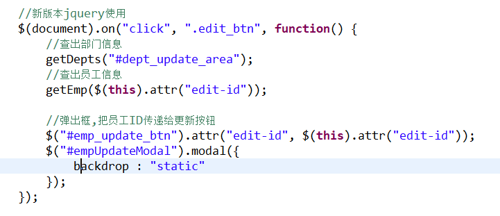 //新版本jquery使用
$(document).on("click", ".edit_btn", function() {
//查出部门信息
getDepts("#dept_update_area");
//查出员工信息
getEmp($(this).attr("edit-id"));
//弹出框,把员工ID传递给更新按钮
$("#emp_update_btn").attr("edit-id", $(this).attr("edit-id"));
$("#empUpdateModal").modal({
backdrop : "static"
});
});